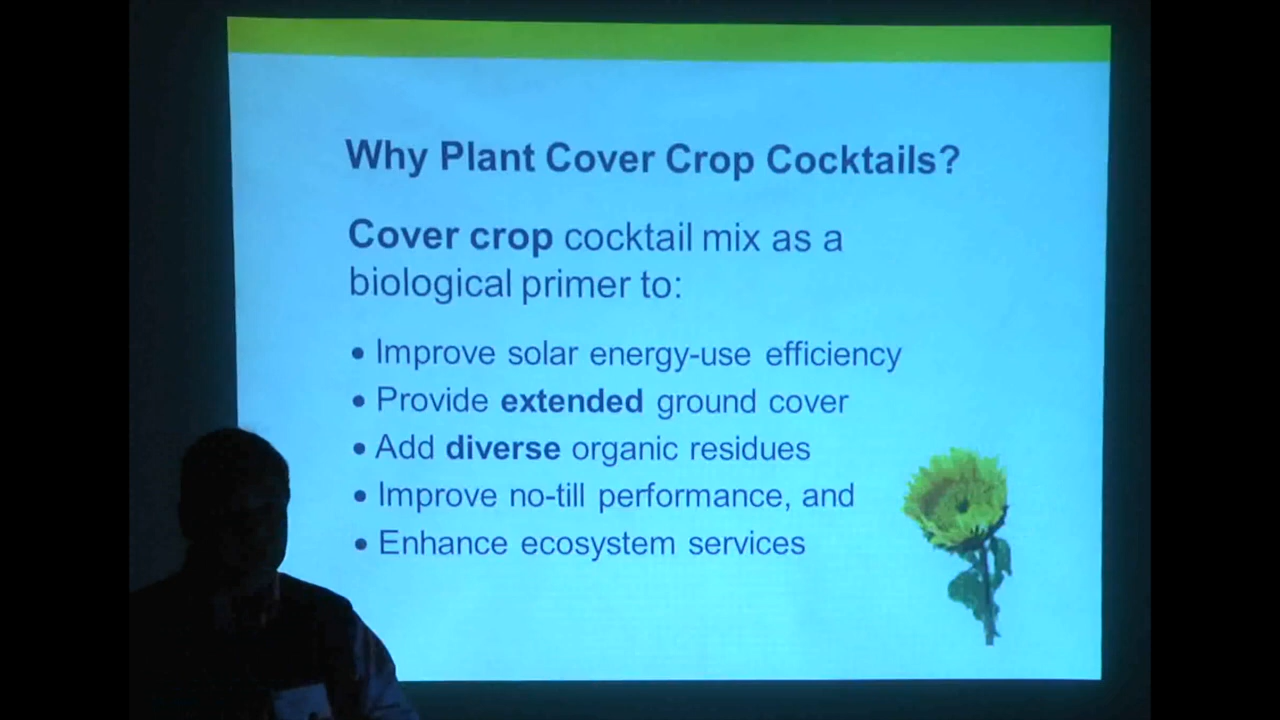 Why Plant Cover Crop Cocktails?
Cover crop cocktail mix as a
biological primer to:
• Improve solar energy-use efficiency
• Provide extended ground cover
• Add diverse organic residues
• Improve no-till performance, and
• Enhance ecosystem services